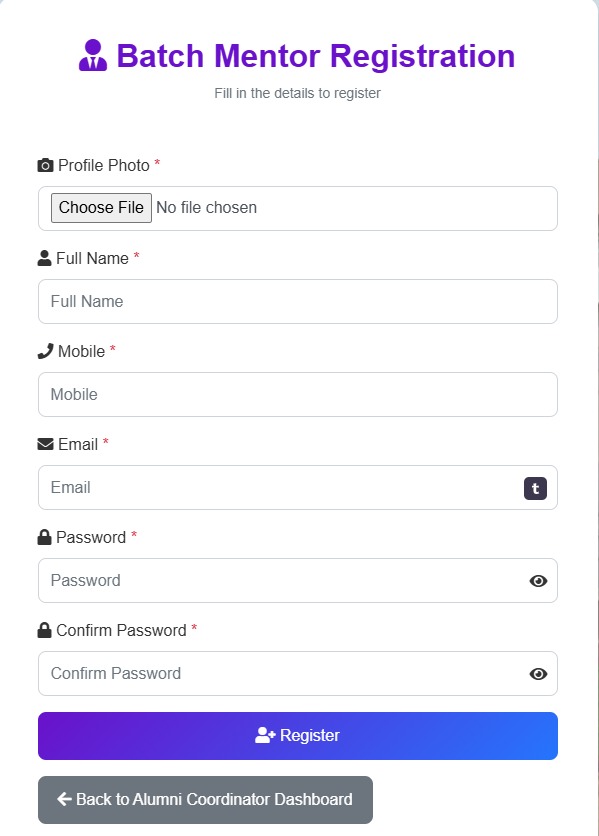 Batch Mentor Registration
Fill in the details to register
Profile Photo *
Choose File No file chosen
Full Name *
Full Name
Mobile *
Mobile
Email *
Email
t
Password *
Password
Confirm Password *
Confirm Password
Register
Back to Alumni Coordinator Dashboard